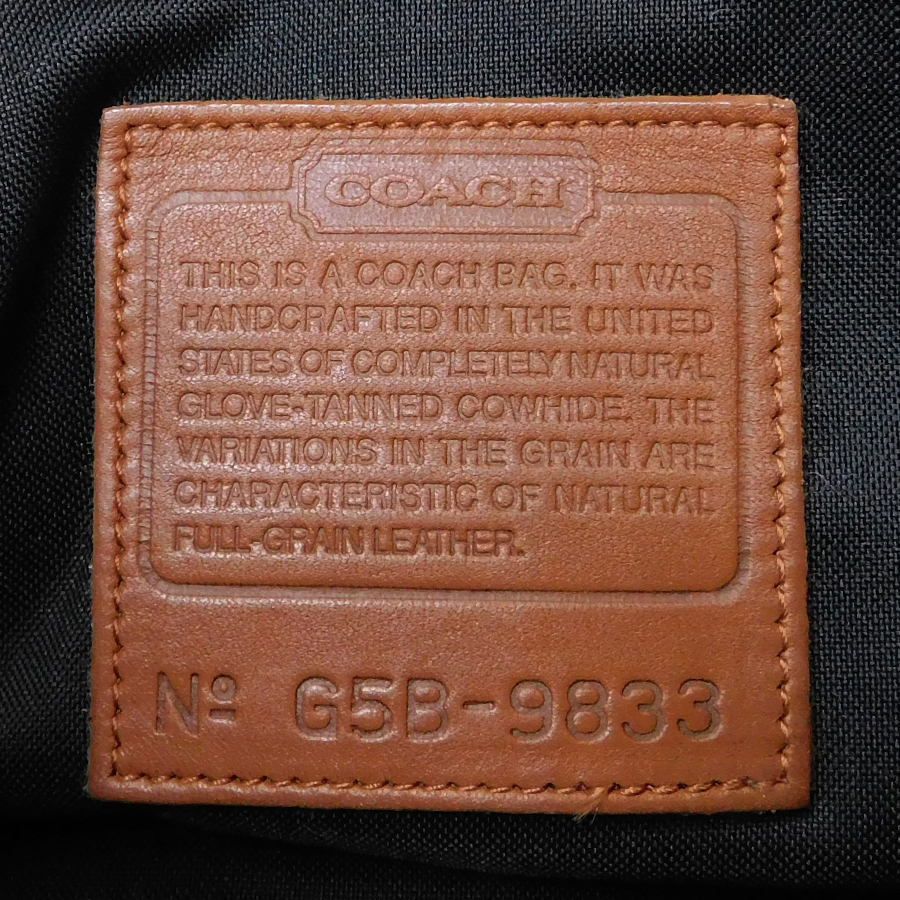 COACH
THIS IS A COACH BAG. IT WAS
HANDCRAFTED IN THE UNITED
STATES OF COMPLETELY NATURAL
GLOVE-TANNED COWHIDE. THE
VARIATIONS IN THE GRAIN ARE
CHARACTERISTIC OF NATURAL
FULL-GRAIN LEATHER.
Nº G5B-9833